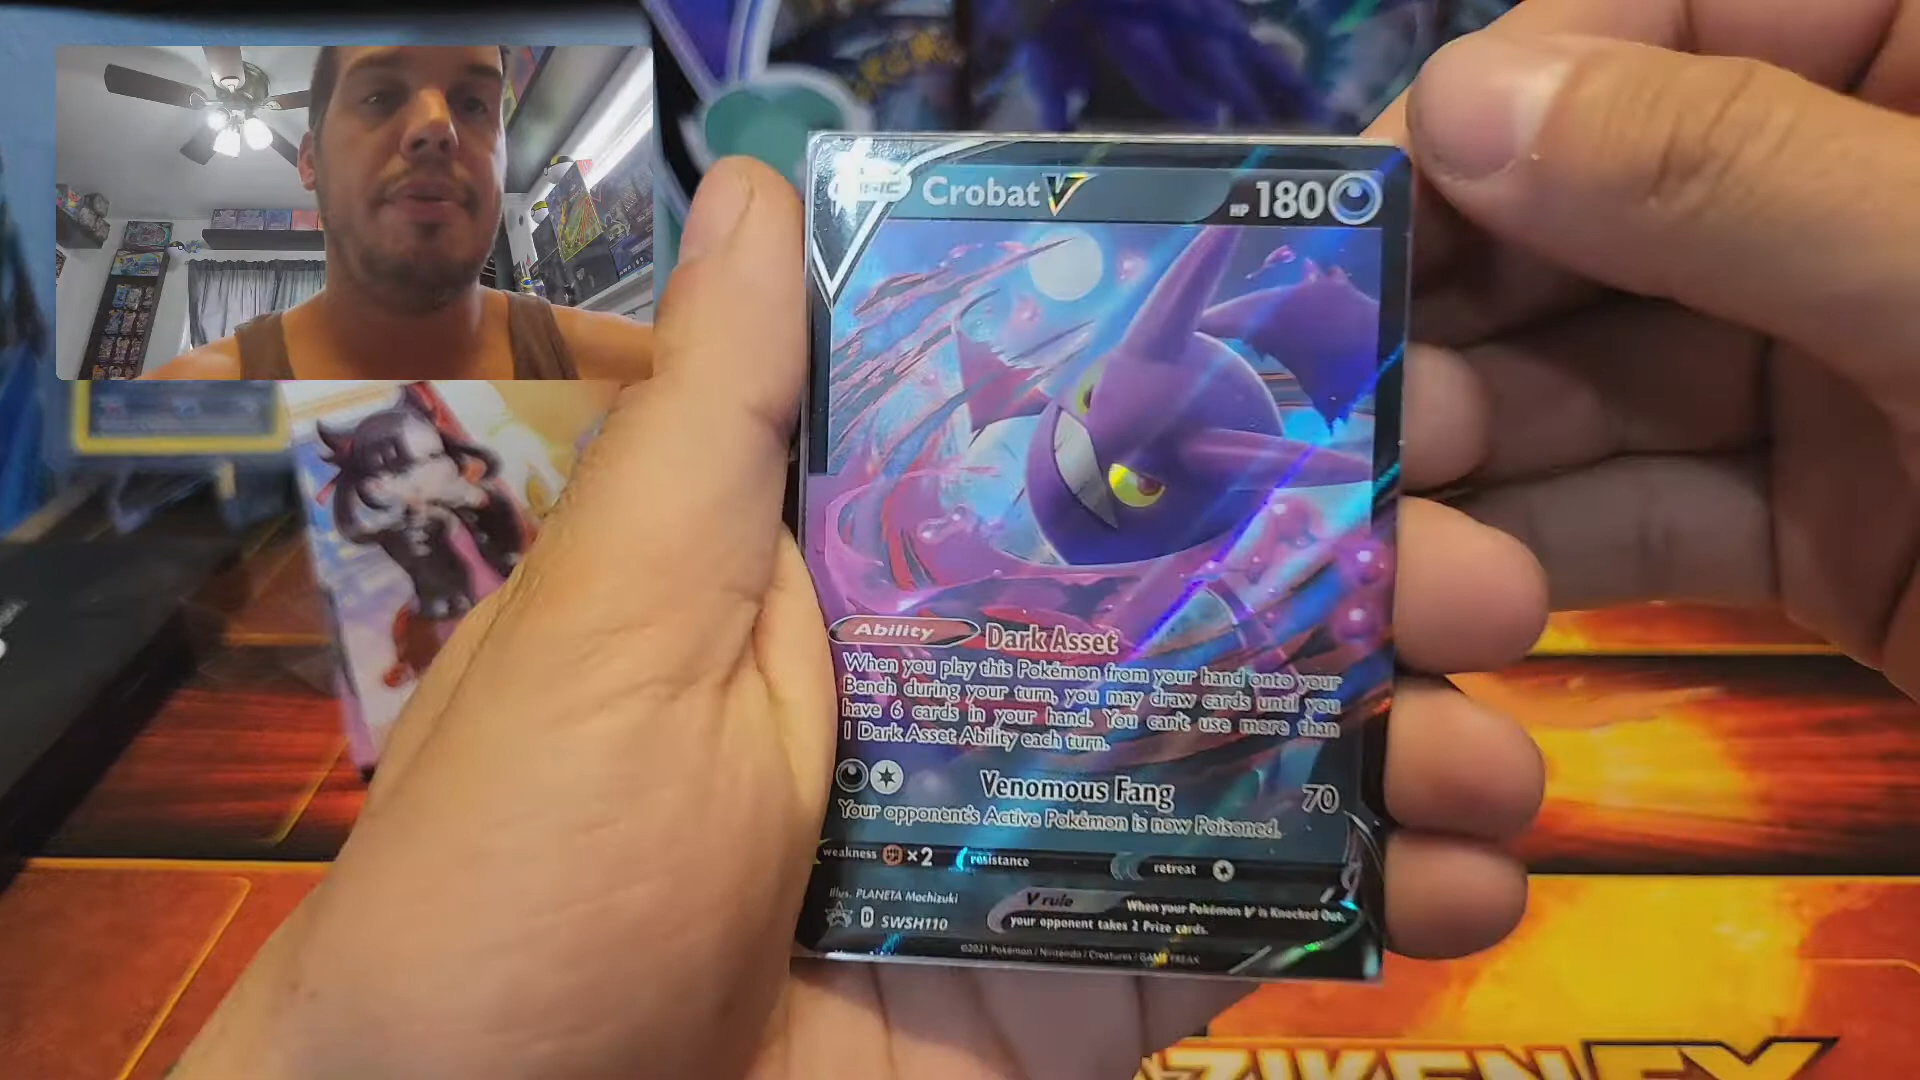 BASIC
Crobat V
HP 180
Ability Dark Asset
When you play this Pokémon from your hand onto your
Bench during your turn, you may draw cards until you
have 6 cards in your hand. You can't use more than
1 Dark Asset Ability each turn.
Venomous Fang 70
Your opponent's Active Pokémon is now Poisoned.
weakness ×2 resistance retreat
Illus. PLANETA Mochizuki
D SWSH110
V rule When your Pokémon V is Knocked Out,
your opponent takes 2 Prize cards.
©2021 Pokémon / Nintendo / Creatures / GAME FREAK
ZIKEN EX